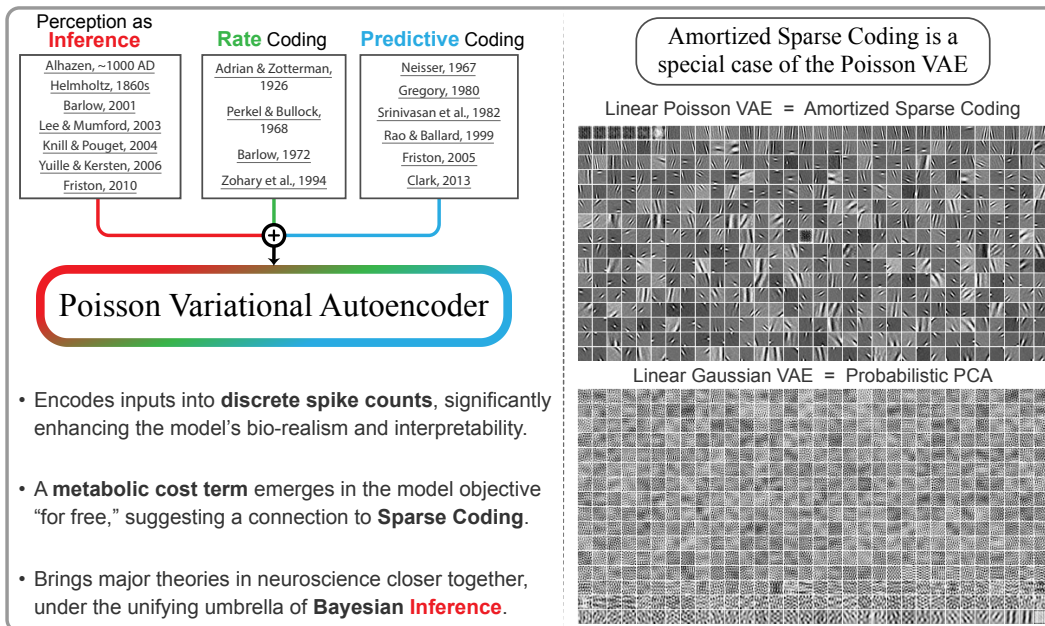 Perception as
Inference
Alhazen, ~1000 AD
Helmholtz, 1860s
Barlow, 2001
Lee & Mumford, 2003
Knill & Pouget, 2004
Yuille & Kersten, 2006
Friston, 2010
Rate Coding
Adrian & Zotterman,
1926
Perkel & Bullock,
1968
Barlow, 1972
Zohary et al., 1994
Predictive Coding
Neisser, 1967
Gregory, 1980
Srinivasan et al., 1982
Rao & Ballard, 1999
Friston, 2005
Clark, 2013
+
Poisson Variational Autoencoder
• Encodes inputs into discrete spike counts, significantly
enhancing the model's bio-realism and interpretability.
• A metabolic cost term emerges in the model objective
“for free,” suggesting a connection to Sparse Coding.
• Brings major theories in neuroscience closer together,
under the unifying umbrella of Bayesian Inference.
Amortized Sparse Coding is a
special case of the Poisson VAE
Linear Poisson VAE = Amortized Sparse Coding
Linear Gaussian VAE = Probabilistic PCA